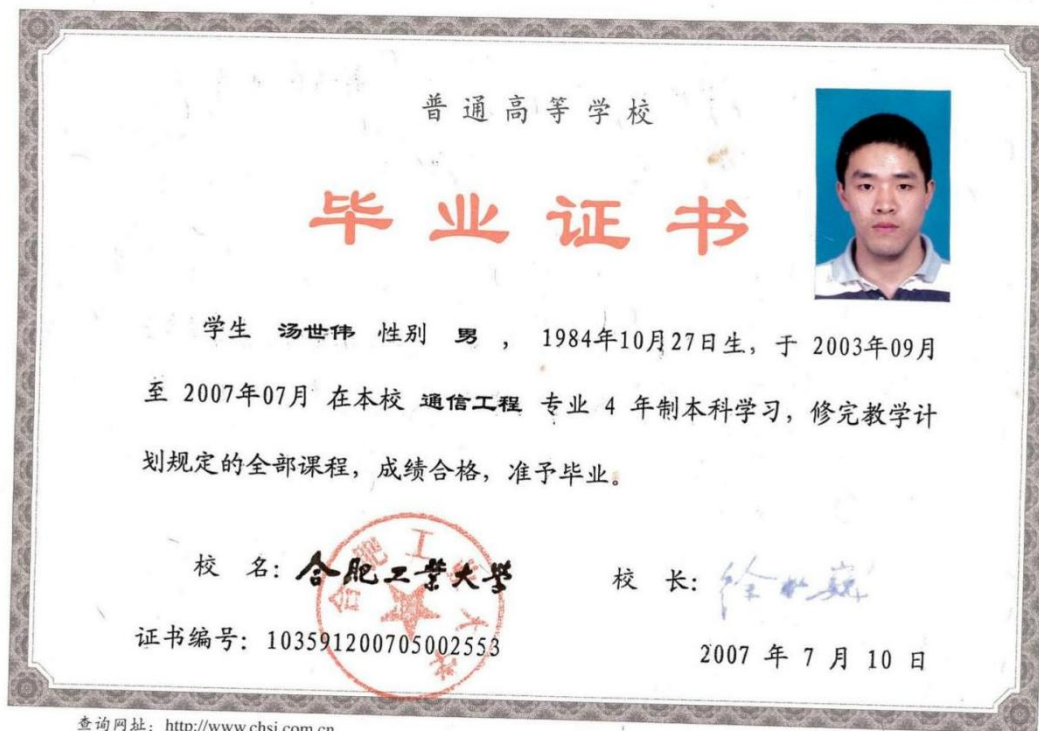 普通高等学校
毕业证书
学生 汤世伟 性别 男 ， 1984年10月27日生，于 2003年09月
至 2007年07月 在本校 通信工程 专业 4 年制本科学习，修完教学计
划规定的全部课程，成绩合格，准予毕业。
校 名：合肥工业大学
校 长：
合肥工业大学
证书编号：103591200705002553
2007 年 7 月 10 日
查询网址：http://www.chsi.com.cn